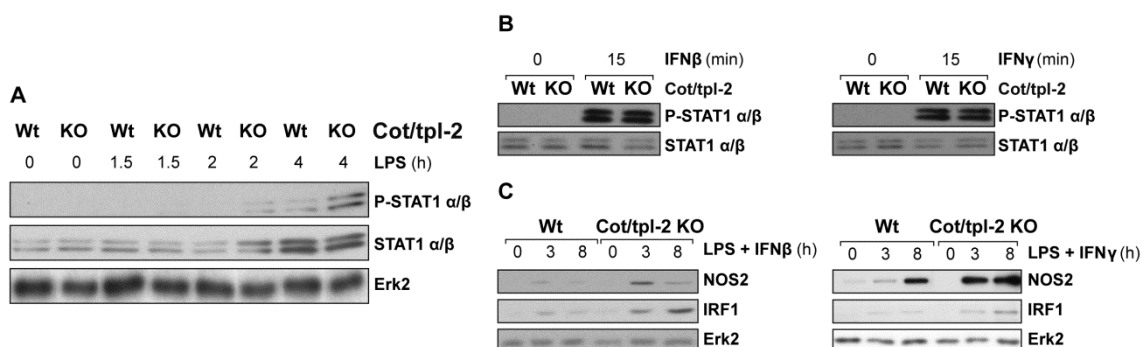 A
Wt KO Wt KO Wt KO Wt KO Cot/tpl-2
0 0 1.5 1.5 2 2 4 4 LPS (h)
P-STAT1 α/β
STAT1 α/β
Erk2
B
0 15 IFNβ (min)
Wt KO Wt KO Cot/tpl-2
P-STAT1 α/β
STAT1 α/β
0 15 IFNγ (min)
Wt KO Wt KO Cot/tpl-2
P-STAT1 α/β
STAT1 α/β
C
Wt Cot/tpl-2 KO
0 3 8 0 3 8 LPS + IFNβ (h)
NOS2
IRF1
Erk2
Wt Cot/tpl-2 KO
0 3 8 0 3 8 LPS + IFNγ (h)
NOS2
IRF1
Erk2